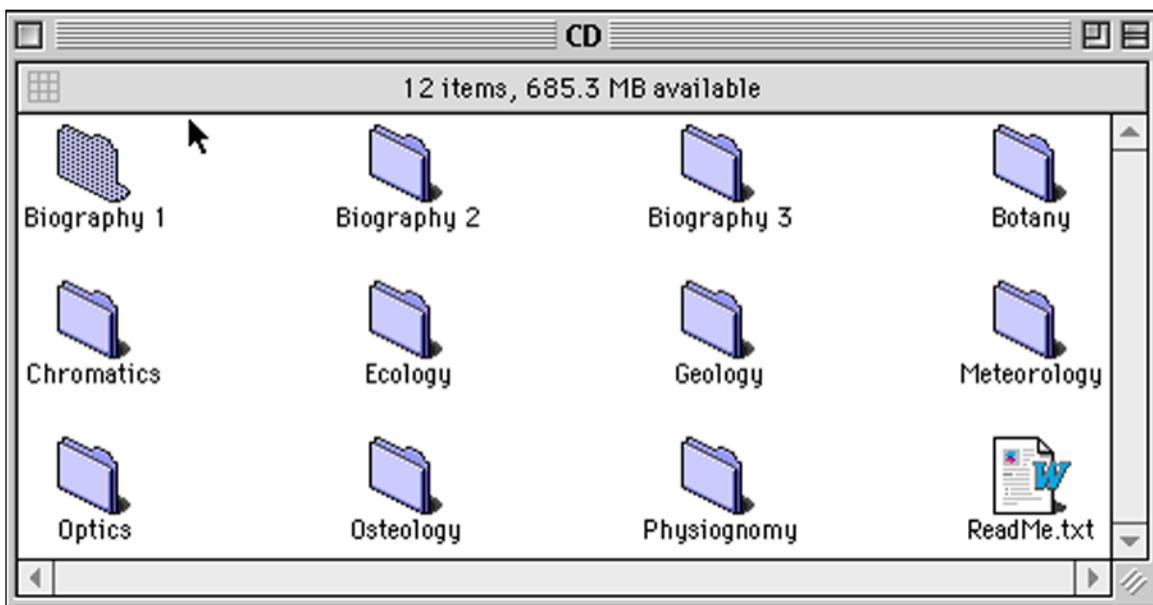 CD
12 items, 685.3 MB available
Biography 1 Biography 2 Biography 3 Botany
Chromatics Ecology Geology Meteorology
Optics Osteology Physiognomy ReadMe.txt